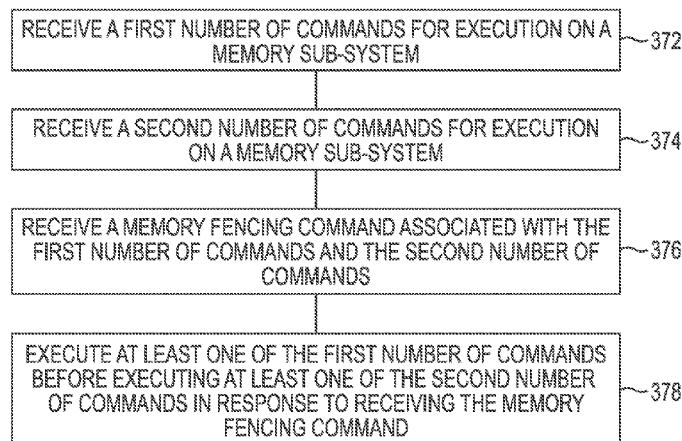 RECEIVE A FIRST NUMBER OF COMMANDS FOR EXECUTION ON A
MEMORY SUB-SYSTEM
372
RECEIVE A SECOND NUMBER OF COMMANDS FOR EXECUTION
ON A MEMORY SUB-SYSTEM
374
RECEIVE A MEMORY FENCING COMMAND ASSOCIATED WITH THE
FIRST NUMBER OF COMMANDS AND THE SECOND NUMBER OF
COMMANDS
376
EXECUTE AT LEAST ONE OF THE FIRST NUMBER OF COMMANDS
BEFORE EXECUTING AT LEAST ONE OF THE SECOND NUMBER
OF COMMANDS IN RESPONSE TO RECEIVING THE MEMORY
FENCING COMMAND
378